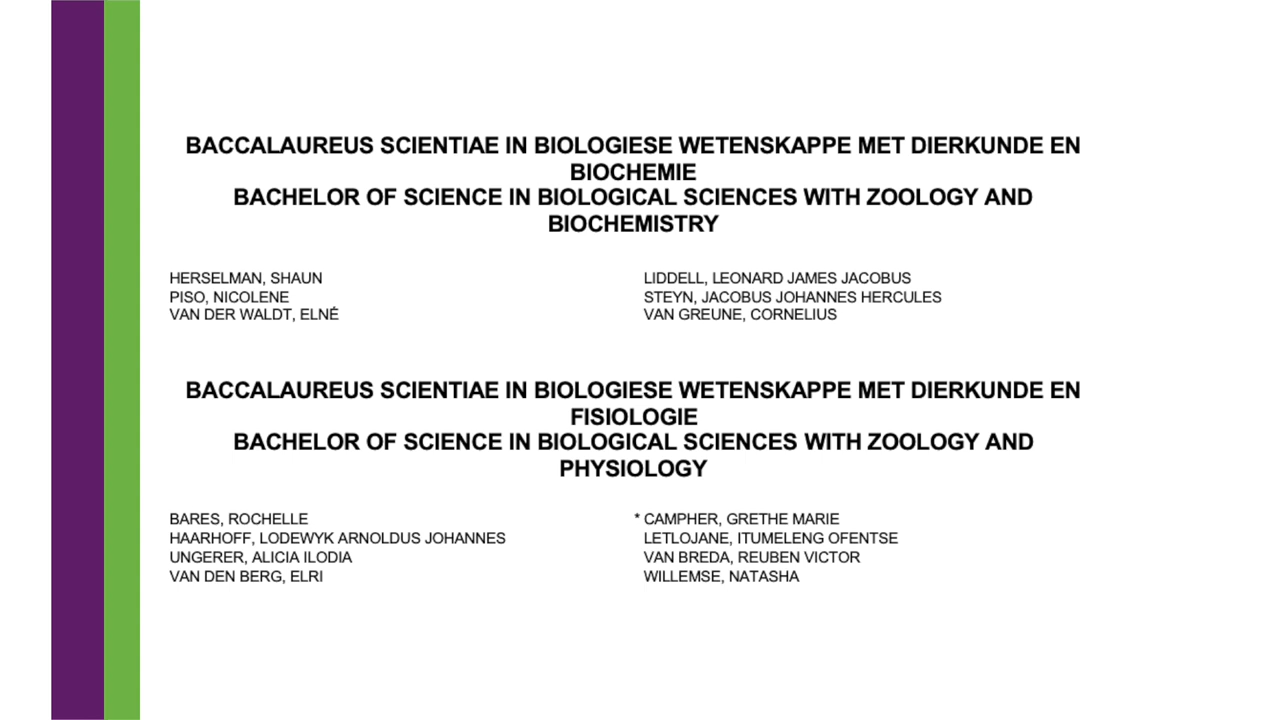 BACCALAUREUS SCIENTIAE IN BIOLOGIESE WETENSKAPPE MET DIERKUNDE EN
BIOCHEMIE
BACHELOR OF SCIENCE IN BIOLOGICAL SCIENCES WITH ZOOLOGY AND
BIOCHEMISTRY
HERSELMAN, SHAUN
PISO, NICOLENE
VAN DER WALDT, ELNÉ
LIDDELL, LEONARD JAMES JACOBUS
STEYN, JACOBUS JOHANNES HERCULES
VAN GREUNE, CORNELIUS
BACCALAUREUS SCIENTIAE IN BIOLOGIESE WETENSKAPPE MET DIERKUNDE EN
FISIOLOGIE
BACHELOR OF SCIENCE IN BIOLOGICAL SCIENCES WITH ZOOLOGY AND
PHYSIOLOGY
BARES, ROCHELLE
HAARHOFF, LODEWYK ARNOLDUS JOHANNES
UNGERER, ALICIA ILODIA
VAN DEN BERG, ELRI
* CAMPHER, GRETHE MARIE
LETLOJANE, ITUMELENG OFENTSE
VAN BREDA, REUBEN VICTOR
WILLEMSE, NATASHA